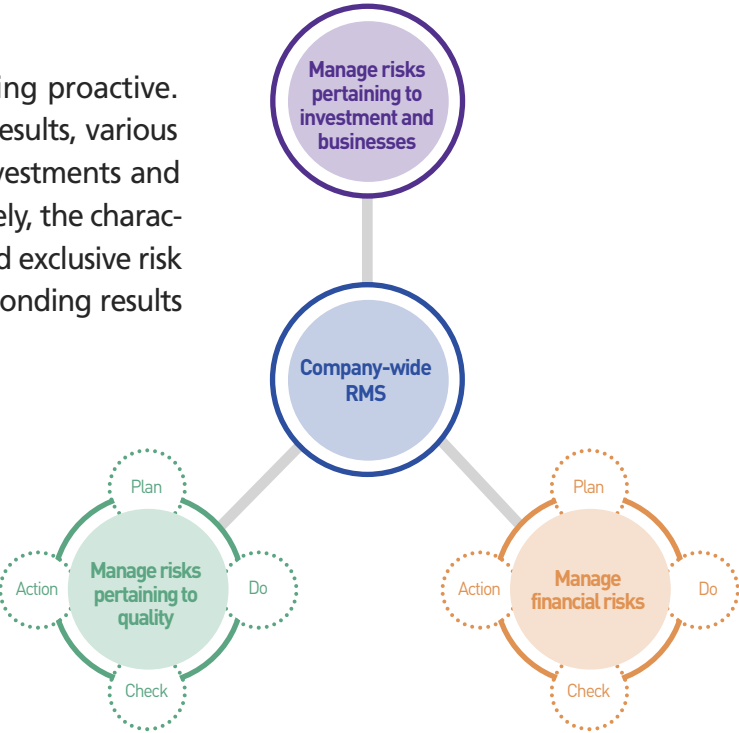 ing proactive.
esults, various
vestments and
ely, the charac-
d exclusive risk
onding results
Manage risks
pertaining to
investment and
businesses
Company-wide
RMS
Plan
Action
Manage risks
pertaining to
quality
Do
Check
Plan
Action
Manage
financial risks
Do
Check